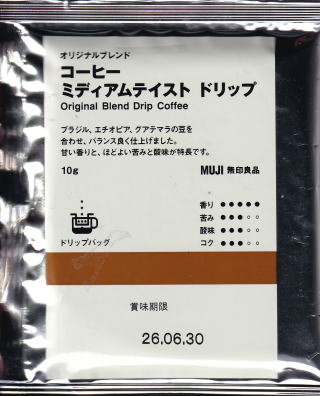 オリジナルブレンド
コーヒー
ミディアムテイスト ドリップ
Original Blend Drip Coffee
ブラジル、エチオピア、グアテマラの豆を
合わせ、バランス良く仕上げました。
甘い香りと、ほどよい苦みと酸味が特長です。
10g
MUJI 無印良品
香り ●●●●●
苦み ●●●○○
酸味 ●●●○○
コク ●●●○○
ドリップバッグ
賞味期限
26.06.30